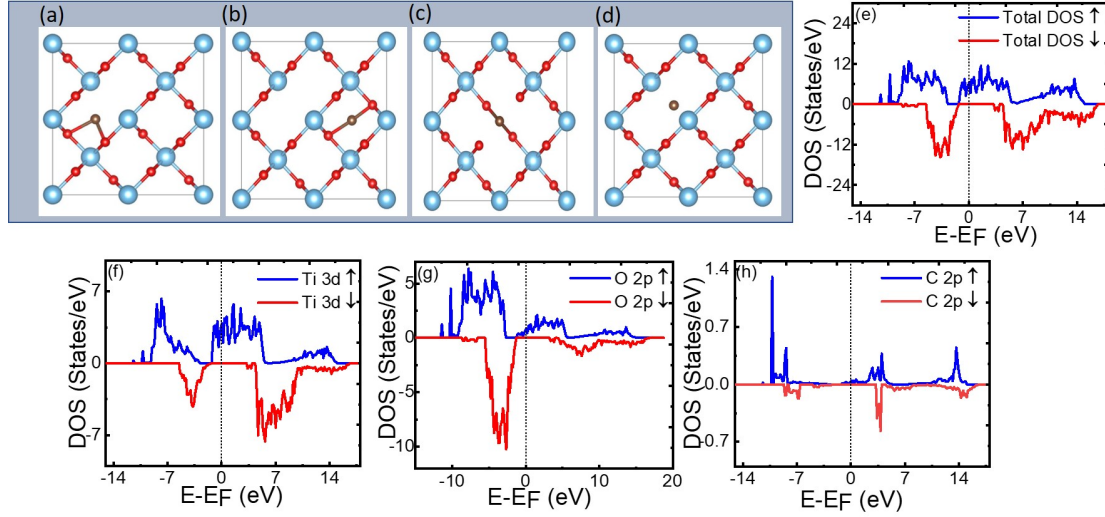 (a)
(b)
(c)
(d)
(e)
Total DOS ↑
Total DOS ↓
24
12
0
-12
-24
DOS (States/eV)
-14
-7
0
7
14
E-EF (eV)
(f)
Ti 3d ↑
Ti 3d ↓
7
0
-7
DOS (States/eV)
-14
-7
0
7
14
E-EF (eV)
(g)
O 2p ↑
O 2p ↓
5
0
-5
-10
DOS (States/eV)
-10
0
10
20
E-EF (eV)
(h)
C 2p ↑
C 2p ↓
1.4
0.7
0.0
-0.7
DOS (States/eV)
-14
-7
0
7
14
E-EF (eV)